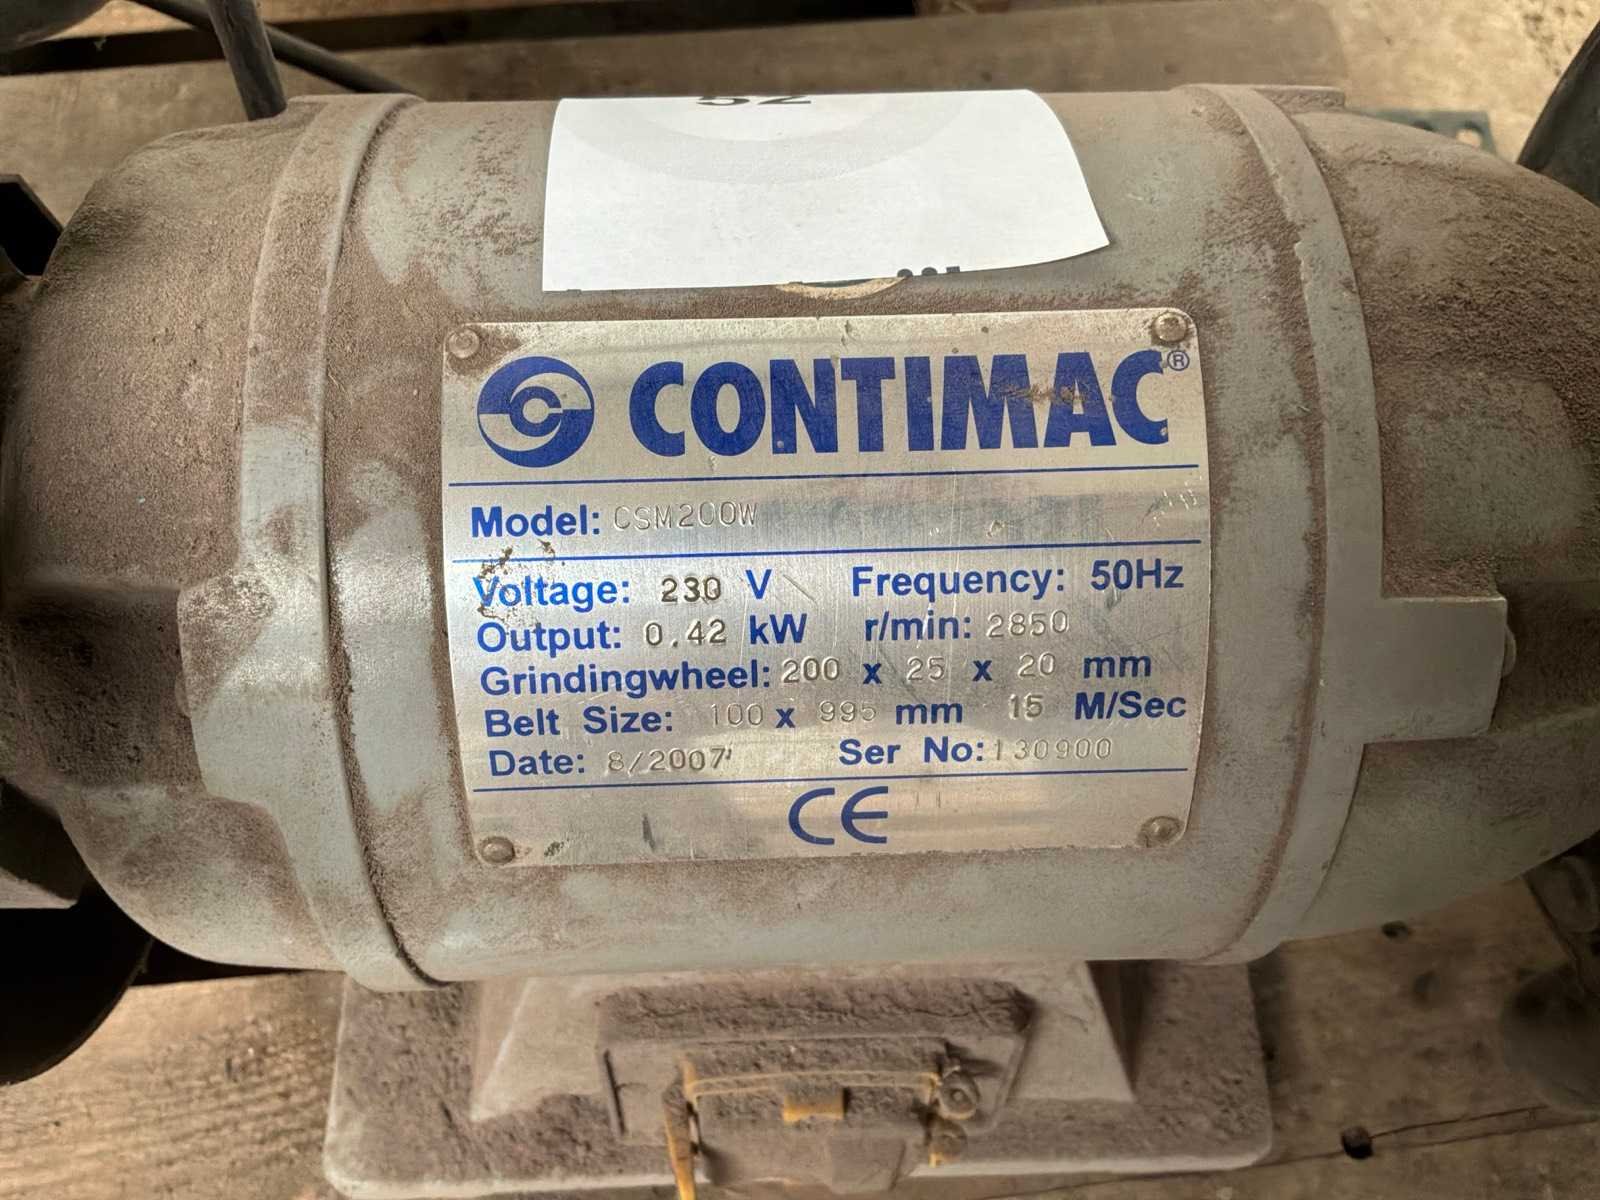 52
CONTIMAC®
Model: CSM200W
Voltage: 230 V Frequency: 50Hz
Output: 0.42 kW r/min: 2850
Grindingwheel: 200 x 25 x 20 mm
Belt Size: 100 x 995 mm 15 M/Sec
Date: 8/2007 Ser No: 130900
CE